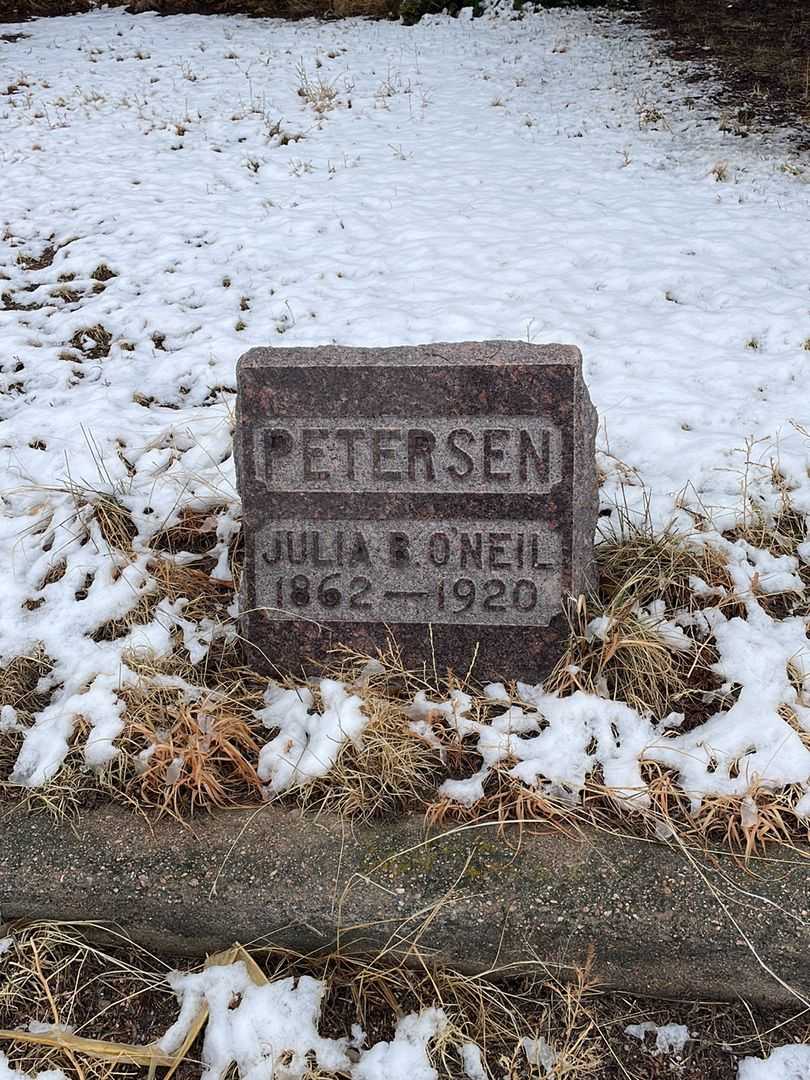 PETERSEN
JULIA B. O'NEIL
1862—1920